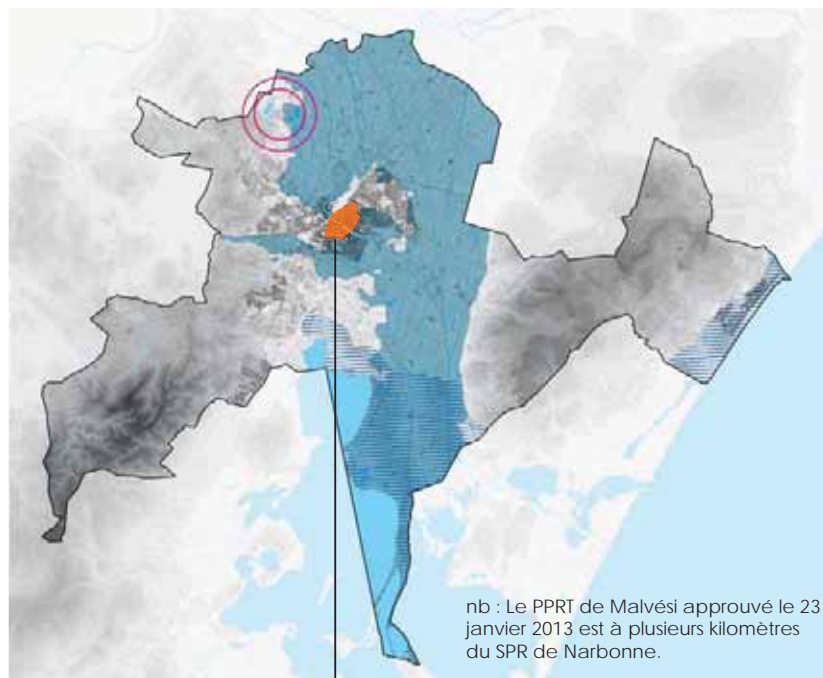 nb : Le PPRT de Malvési approuvé le 23
janvier 2013 est à plusieurs kilomètres
du SPR de Narbonne.